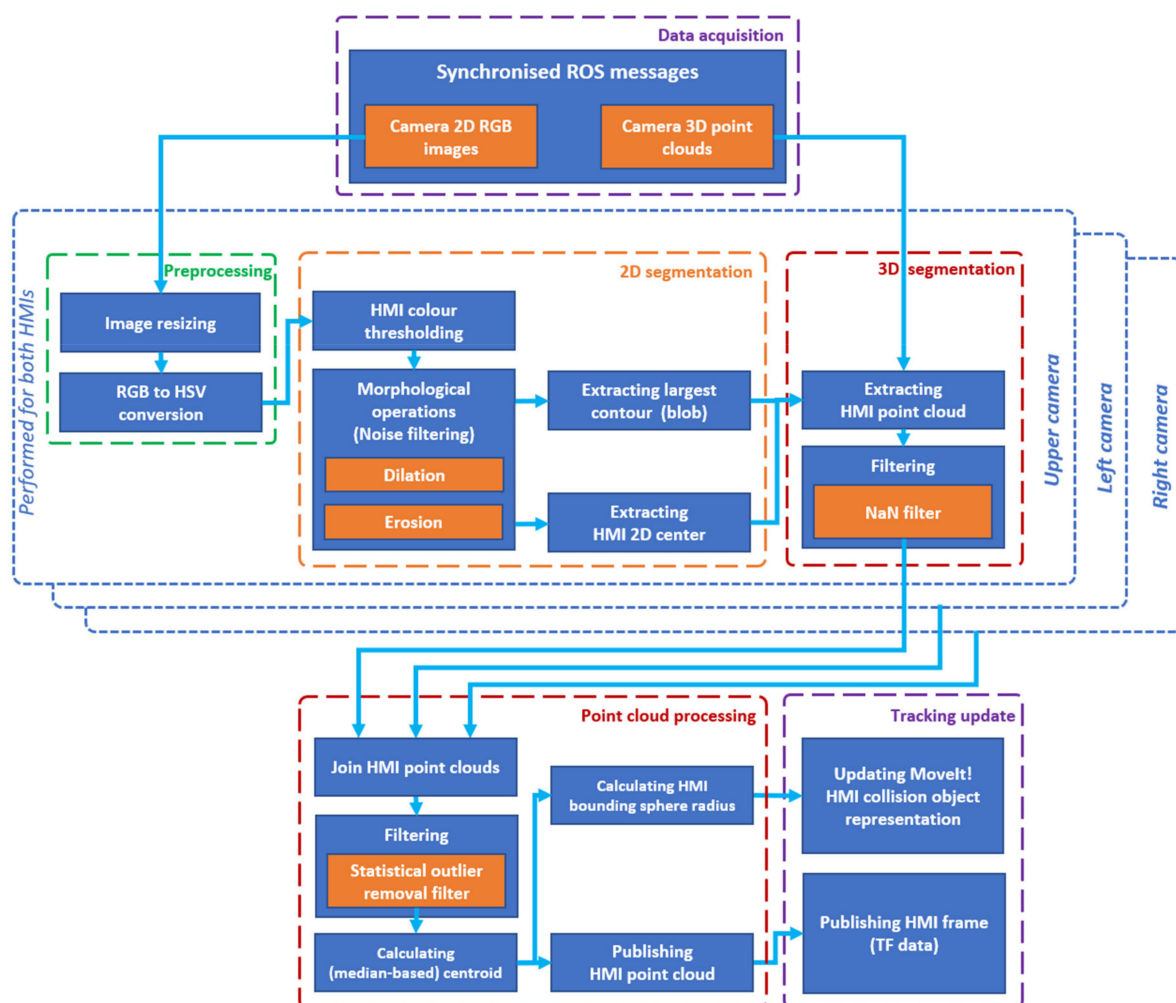 Data acquisition
Synchronised ROS messages
Camera 2D RGB
images
Camera 3D point
clouds
Performed for both HMIs
Preprocessing
Image resizing
RGB to HSV
conversion
2D segmentation
HMI colour
thresholding
Morphological
operations
(Noise filtering)
Dilation
Erosion
Extracting largest
contour (blob)
Extracting
HMI 2D center
3D segmentation
Extracting
HMI point cloud
Filtering
NaN filter
Upper camera
Left camera
Right camera
Point cloud processing
Join HMI point clouds
Filtering
Statistical outlier
removal filter
Calculating
(median-based) centroid
Calculating HMI
bounding sphere radius
Publishing
HMI point cloud
Tracking update
Updating MoveIt!
HMI collision object
representation
Publishing HMI frame
(TF data)